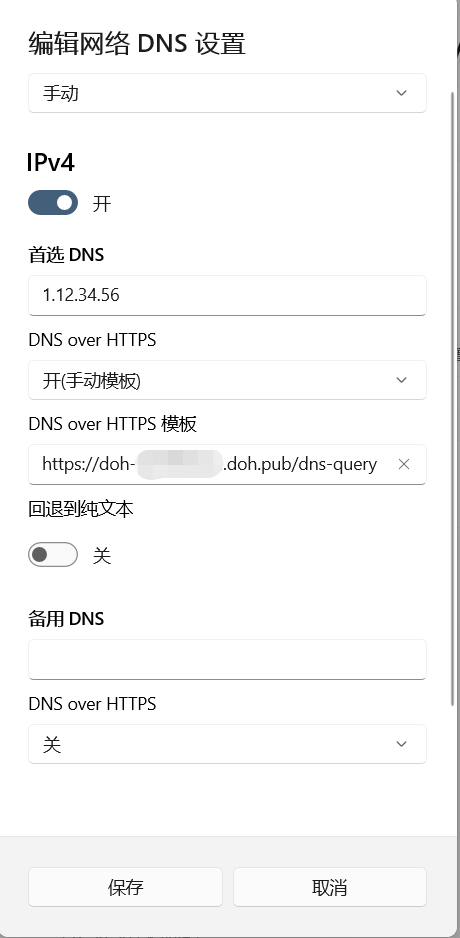 编辑网络 DNS 设置
手动
IPv4
开
首选 DNS
1.12.34.56
DNS over HTTPS
开(手动模板)
DNS over HTTPS 模板
https://doh-.doh.pub/dns-query
回退到纯文本
关
备用 DNS
DNS over HTTPS
关
保存 取消